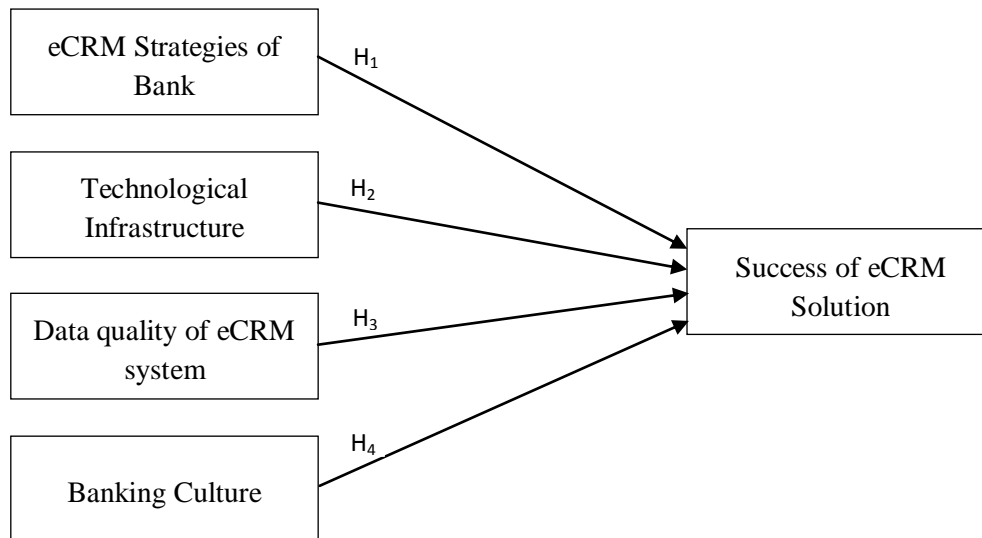 eCRM Strategies of
Bank
H₁
Technological
Infrastructure
H₂
Data quality of eCRM
system
H₃
Banking Culture
H₄
Success of eCRM
Solution